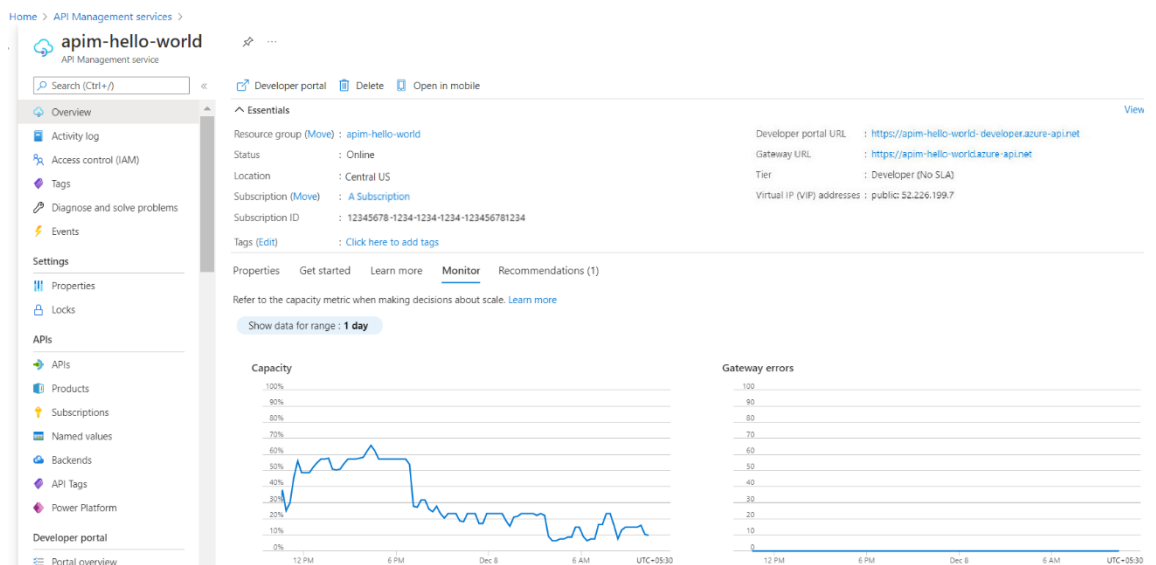 Home > API Management services >
apim-hello-world
API Management service
Search (Ctrl+/)
Overview
Activity log
Access control (IAM)
Tags
Diagnose and solve problems
Events
Settings
Properties
Locks
APIs
APIs
Products
Subscriptions
Named values
Backends
API Tags
Power Platform
Developer portal
Portal overview
Developer portal Delete Open in mobile
Essentials
View
Resource group (Move) : apim-hello-world
Status : Online
Location : Central US
Subscription (Move) : A Subscription
Subscription ID : 12345678-1234-1234-1234-123456781234
Tags (Edit) : Click here to add tags
Developer portal URL : https://apim-hello-world- developer.azure-api.net
Gateway URL : https://apim-hello-world.azure-api.net
Tier : Developer (No SLA)
Virtual IP (VIP) addresses : public: 52.226.199.7
Properties Get started Learn more Monitor Recommendations (1)
Refer to the capacity metric when making decisions about scale. Learn more
Show data for range : 1 day
Capacity
100%
90%
80%
70%
60%
50%
40%
30%
20%
10%
0%
12 PM 6 PM Dec 8 6 AM UTC+05:30
Gateway errors
100
90
80
70
60
50
40
30
20
10
0
12 PM 6 PM Dec 8 6 AM UTC+05:30